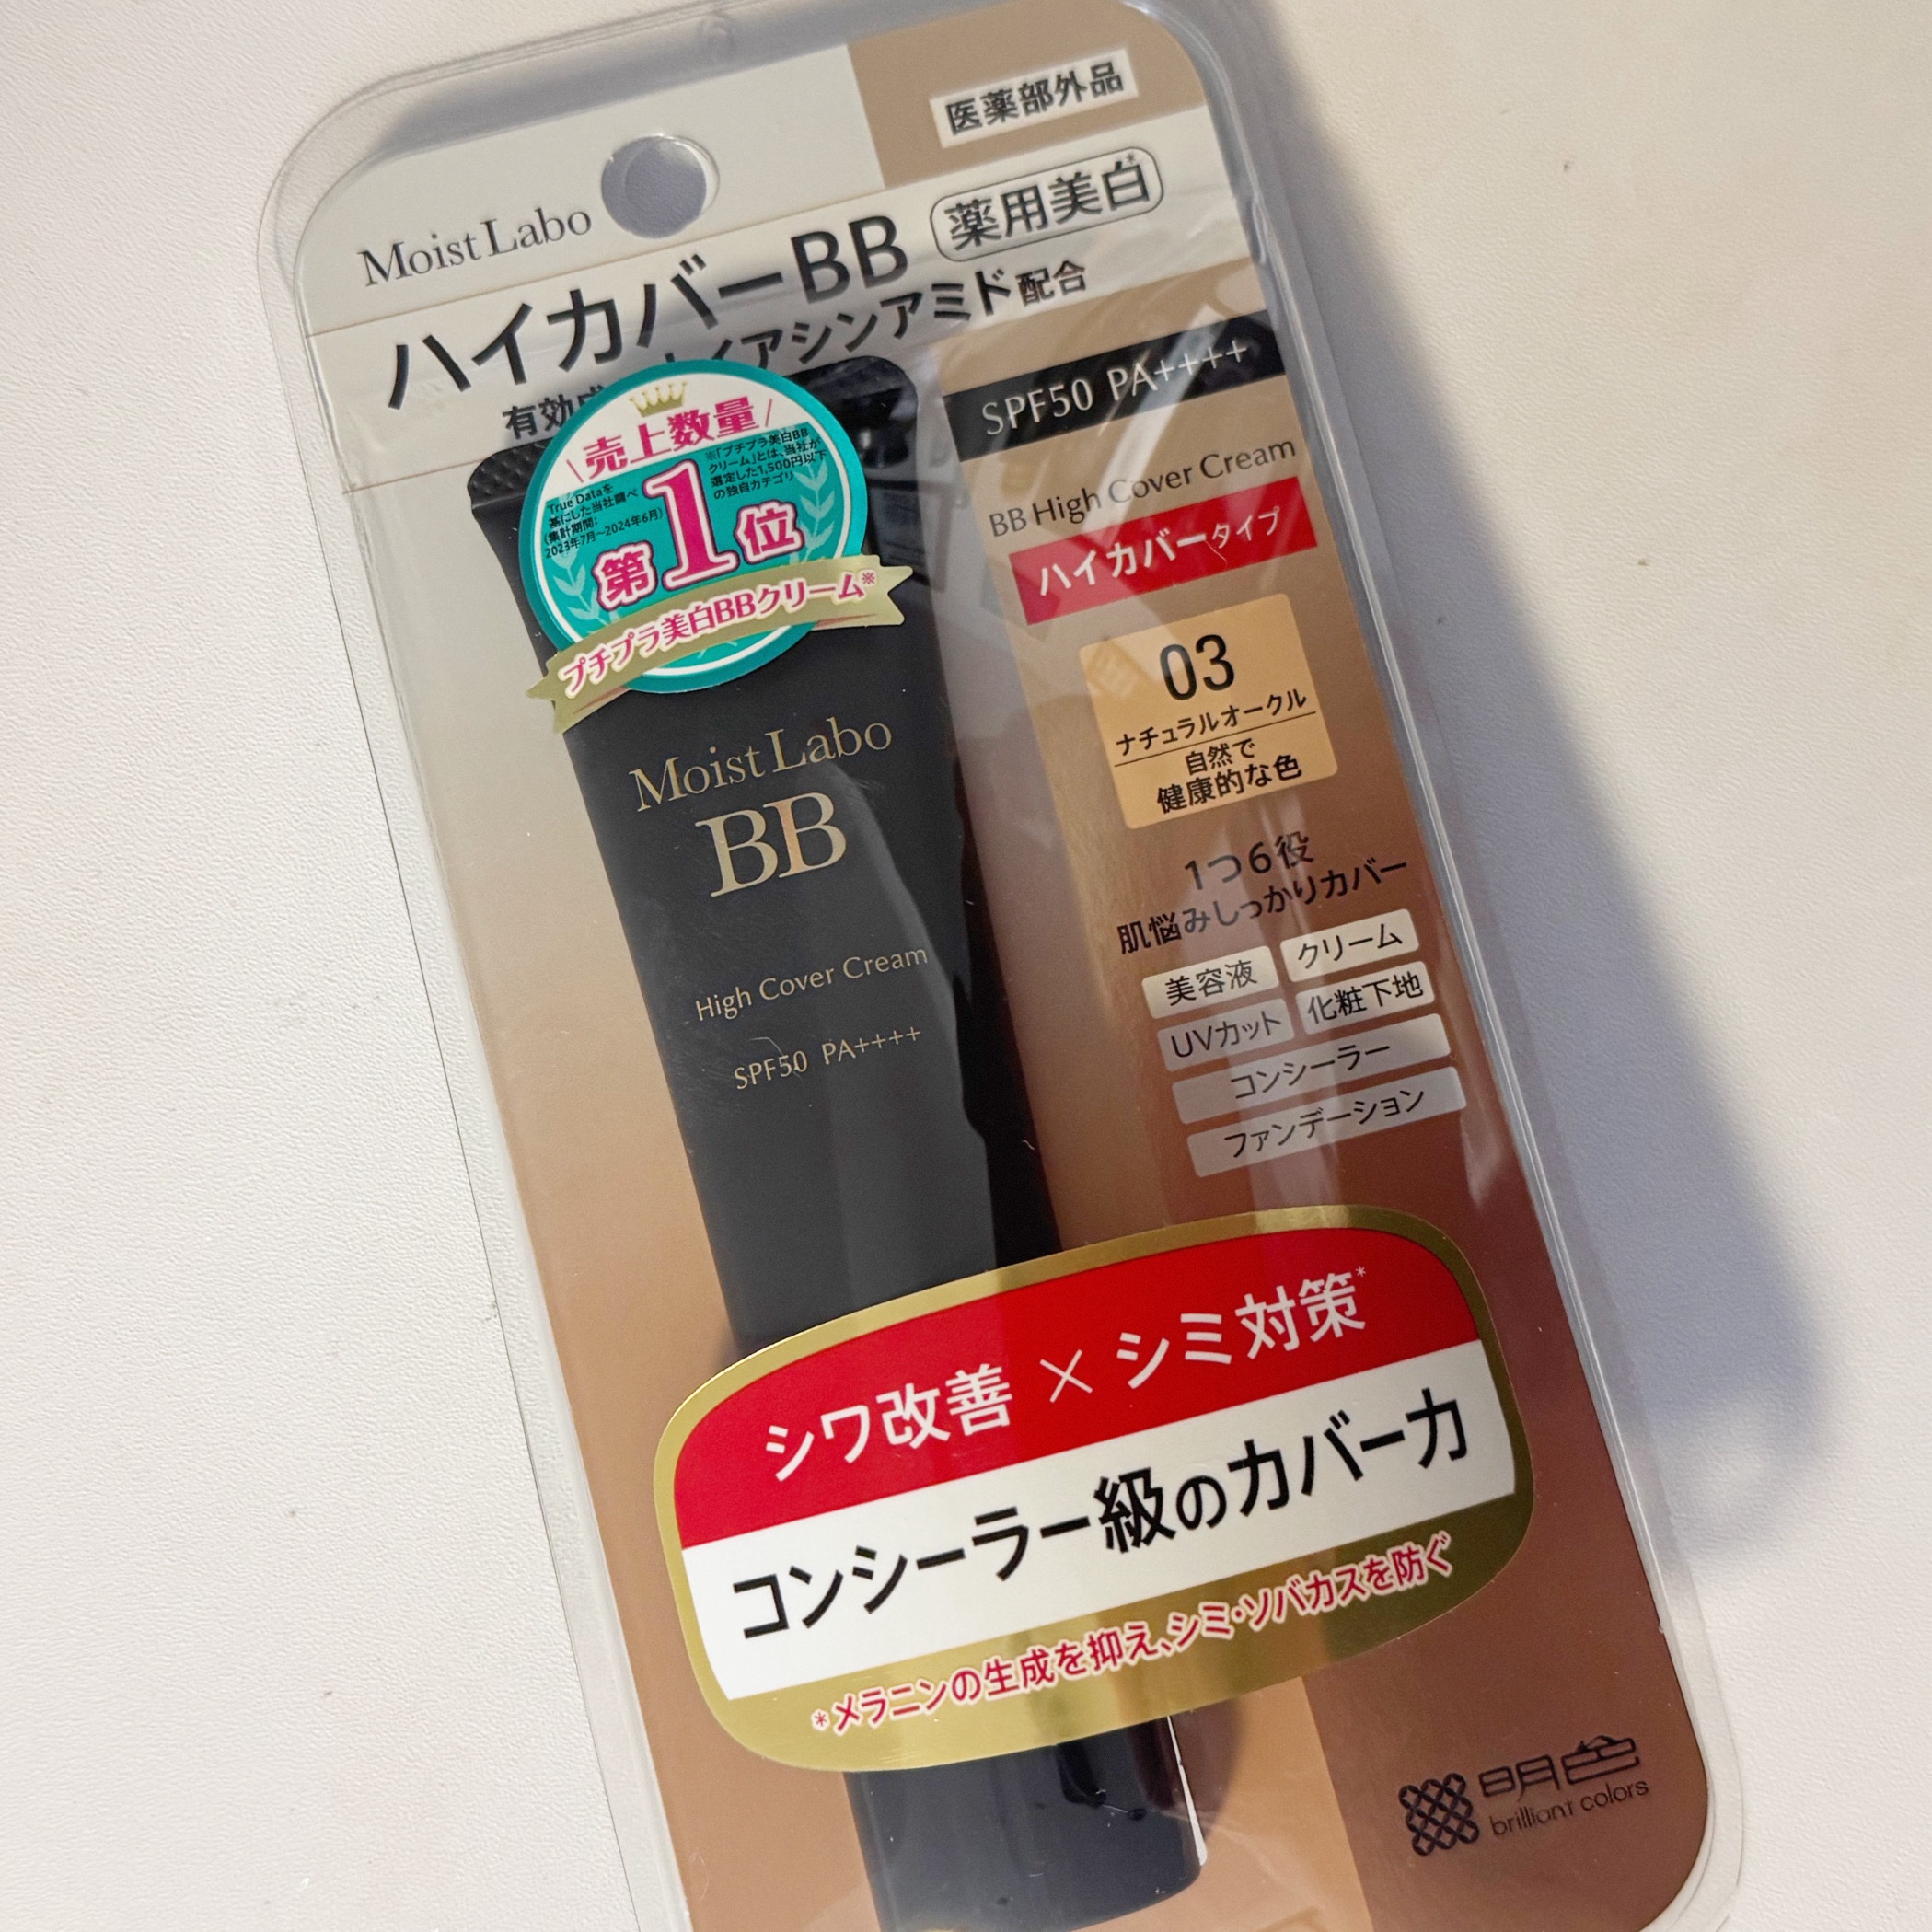 医薬部外品
Moist Labo
ハイカバーBB 薬用美白*
有効成 イアシンアミド配合
SPF50 PA++++
BB High Cover Cream
ハイカバータイプ
03
ナチュラルオークル
自然で
健康的な色
1つ6役
肌悩みしっかりカバー
美容液 クリーム
UVカット 化粧下地
コンシーラー
ファンデーション
売上数量
第1位
True Dataを
基にした当社調べ
(集計期間:
2023年7月~2024年6月)
※「プチプラ美白BB
クリーム」とは、当社が
選定した1,500円以下
の独自カテゴリ
プチプラ美白BBクリーム※
Moist Labo
BB
High Cover Cream
SPF50 PA++++
シワ改善 × シミ対策*
コンシーラー級のカバー力
*メラニンの生成を抑え、シミ・ソバカスを防ぐ
明色
brilliant colors